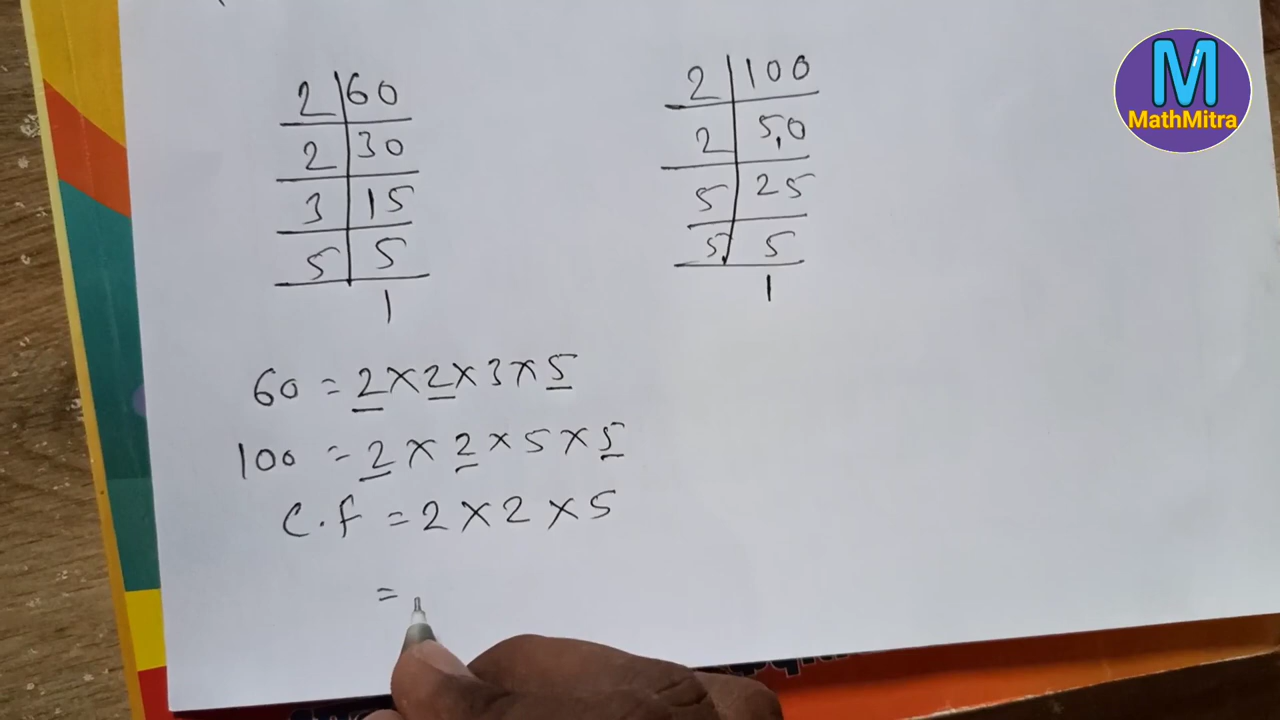 2 | 60
2 | 30
3 | 15
5 | 5
1
2 | 100
2 | 50
5 | 25
5 | 5
1
60 = 2 × 2 × 3 × 5
100 = 2 × 2 × 5 × 5
C.f = 2 × 2 × 5
=
M
MathMitra